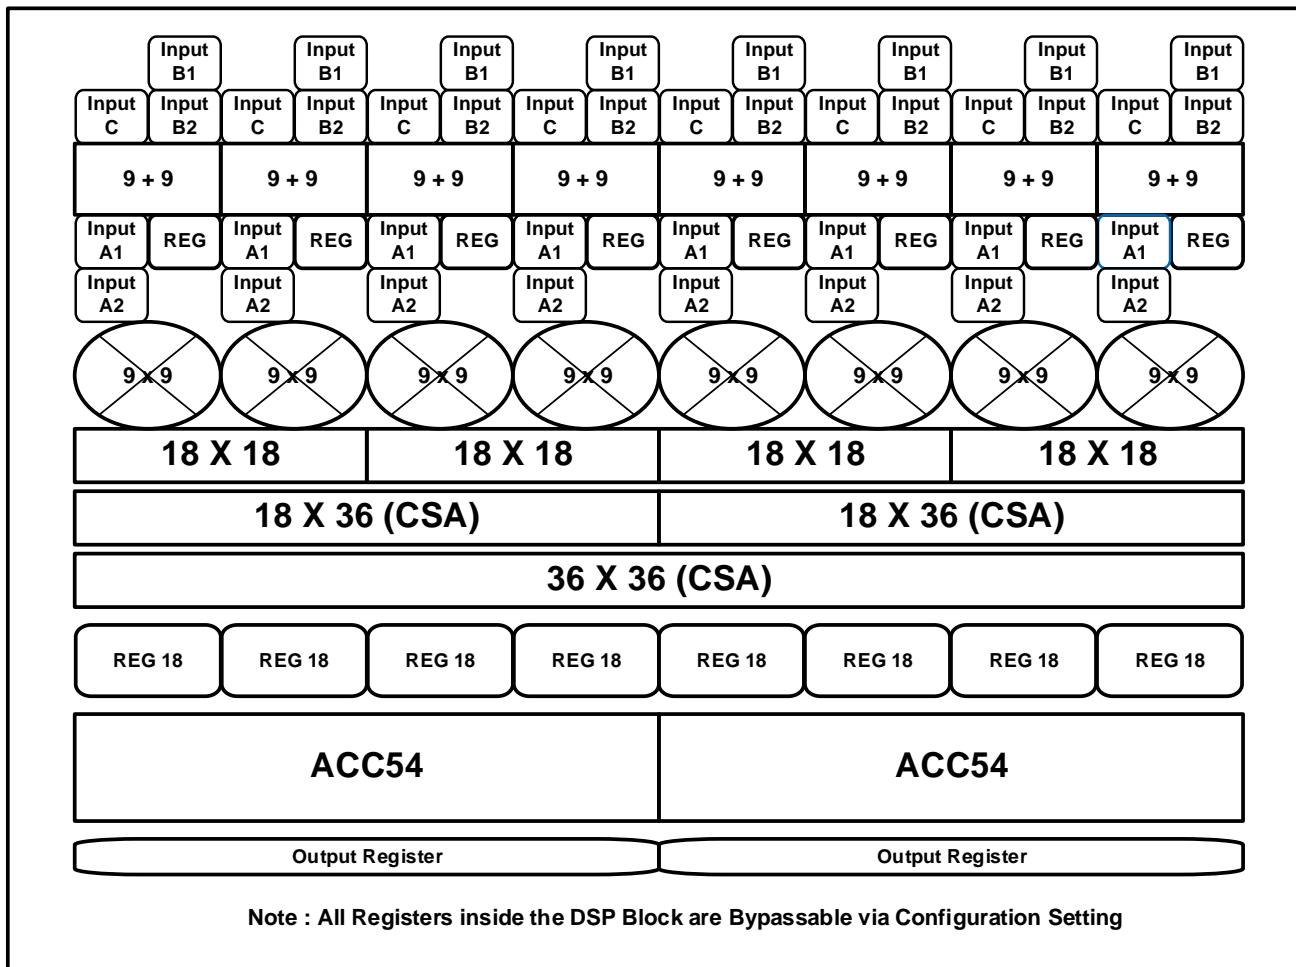 Input Input Input Input Input Input Input Input
B1 B1 B1 B1 B1 B1 B1 B1
Input Input Input Input Input Input Input Input Input Input Input Input Input Input Input Input
C B2 C B2 C B2 C B2 C B2 C B2 C B2 C B2
9 + 9 9 + 9 9 + 9 9 + 9 9 + 9 9 + 9 9 + 9 9 + 9
Input REG Input REG Input REG Input REG Input REG Input REG Input REG Input REG
A1 A1 A1 A1 A1 A1 A1 A1
Input Input Input Input Input Input Input Input
A2 A2 A2 A2 A2 A2 A2 A2
9 x 9 9 x 9 9 x 9 9 x 9 9 x 9 9 x 9 9 x 9 9 x 9
18 X 18 18 X 18 18 X 18 18 X 18
18 X 36 (CSA) 18 X 36 (CSA)
36 X 36 (CSA)
REG 18 REG 18 REG 18 REG 18 REG 18 REG 18 REG 18 REG 18
ACC54 ACC54
Output Register Output Register
Note : All Registers inside the DSP Block are Bypassable via Configuration Setting